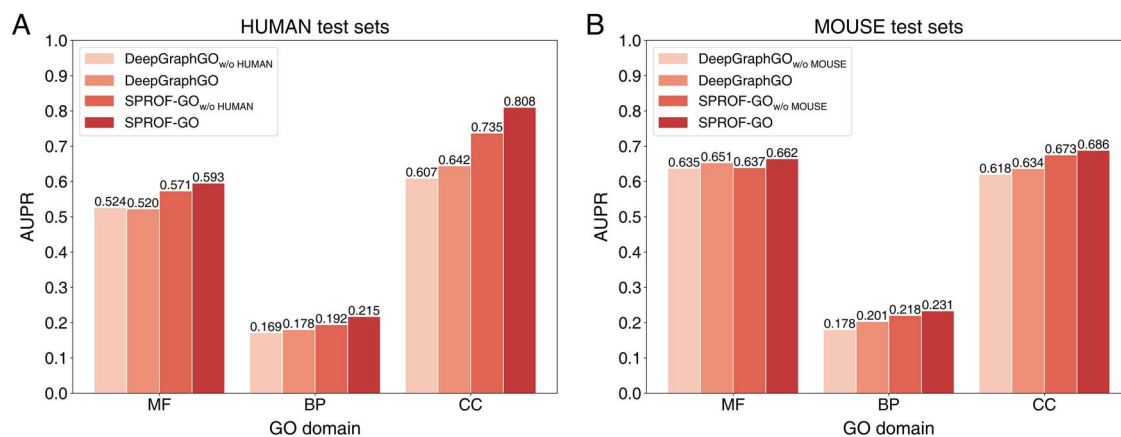 A
HUMAN test sets
AUPR
1.0
0.9
0.8
0.7
0.6
0.5
0.4
0.3
0.2
0.1
0.0
DeepGraphGO w/o HUMAN
DeepGraphGO
SPROF-GO w/o HUMAN
SPROF-GO
0.524
0.520
0.571
0.593
0.169
0.178
0.192
0.215
0.607
0.642
0.735
0.808
MF
BP
CC
GO domain
B
MOUSE test sets
AUPR
1.0
0.9
0.8
0.7
0.6
0.5
0.4
0.3
0.2
0.1
0.0
DeepGraphGO w/o MOUSE
DeepGraphGO
SPROF-GO w/o MOUSE
SPROF-GO
0.635
0.651
0.637
0.662
0.178
0.201
0.218
0.231
0.618
0.634
0.673
0.686
MF
BP
CC
GO domain